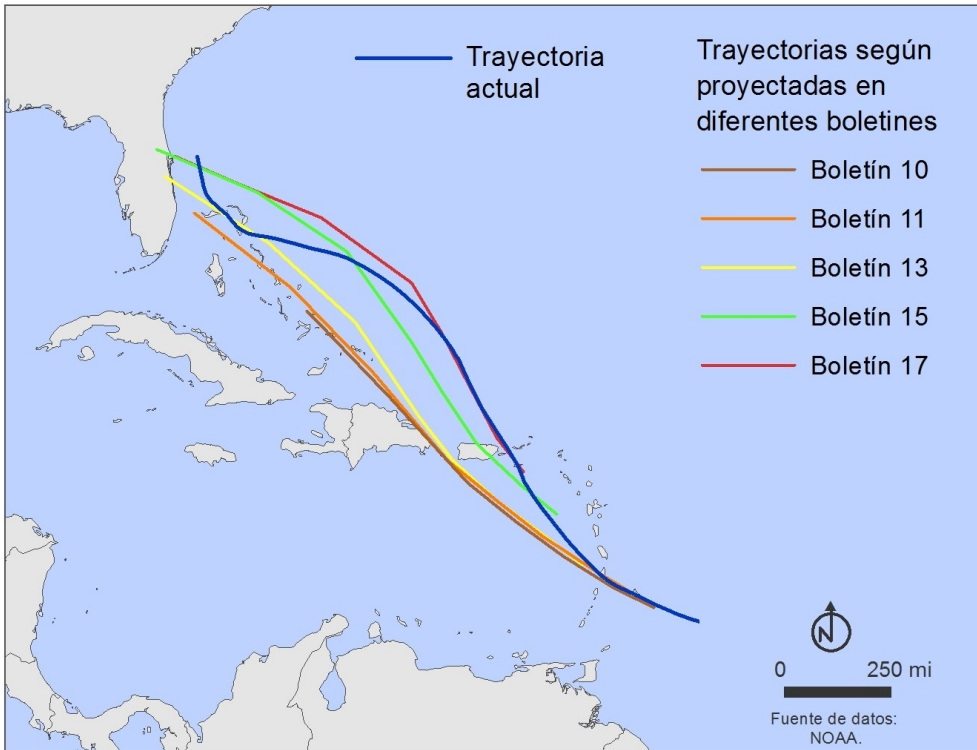 Trayectoria
actual
Trayectorias según
proyectadas en
diferentes boletines
Boletín 10
Boletín 11
Boletín 13
Boletín 15
Boletín 17
N
0 250 mi
Fuente de datos:
NOAA.